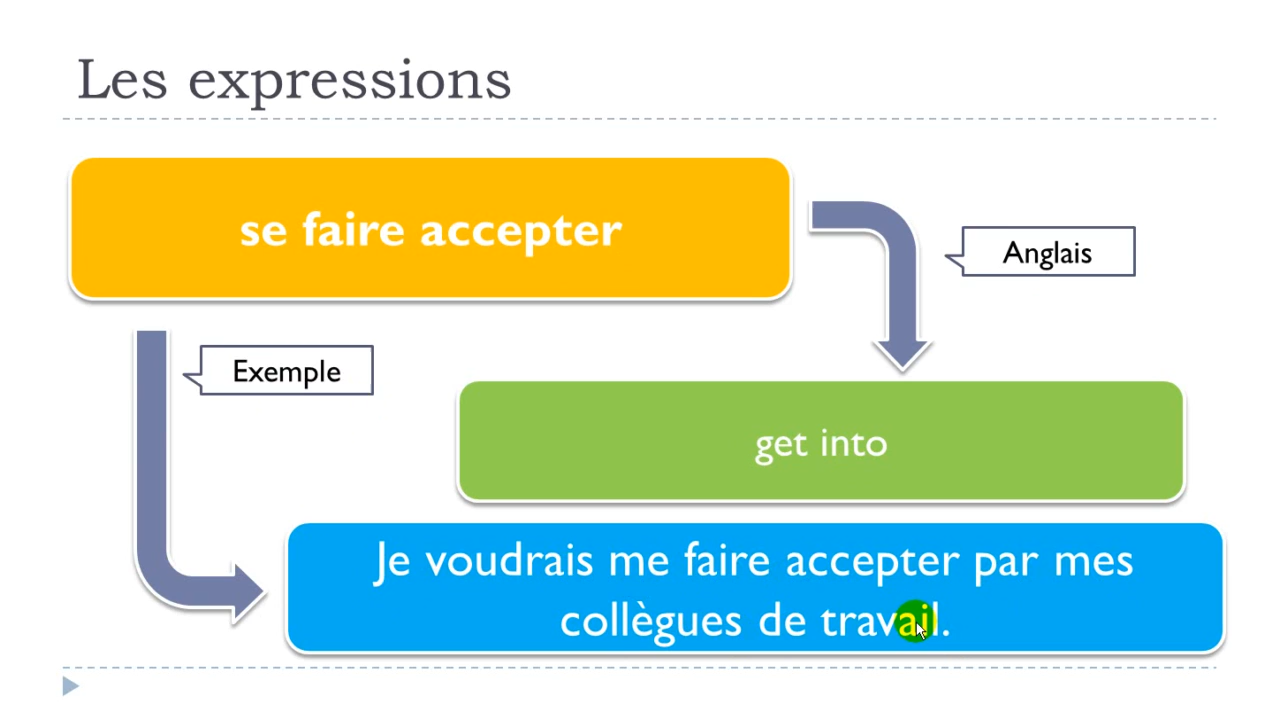 Les expressions
se faire accepter
Anglais
Exemple
get into
Je voudrais me faire accepter par mes
collègues de travail.